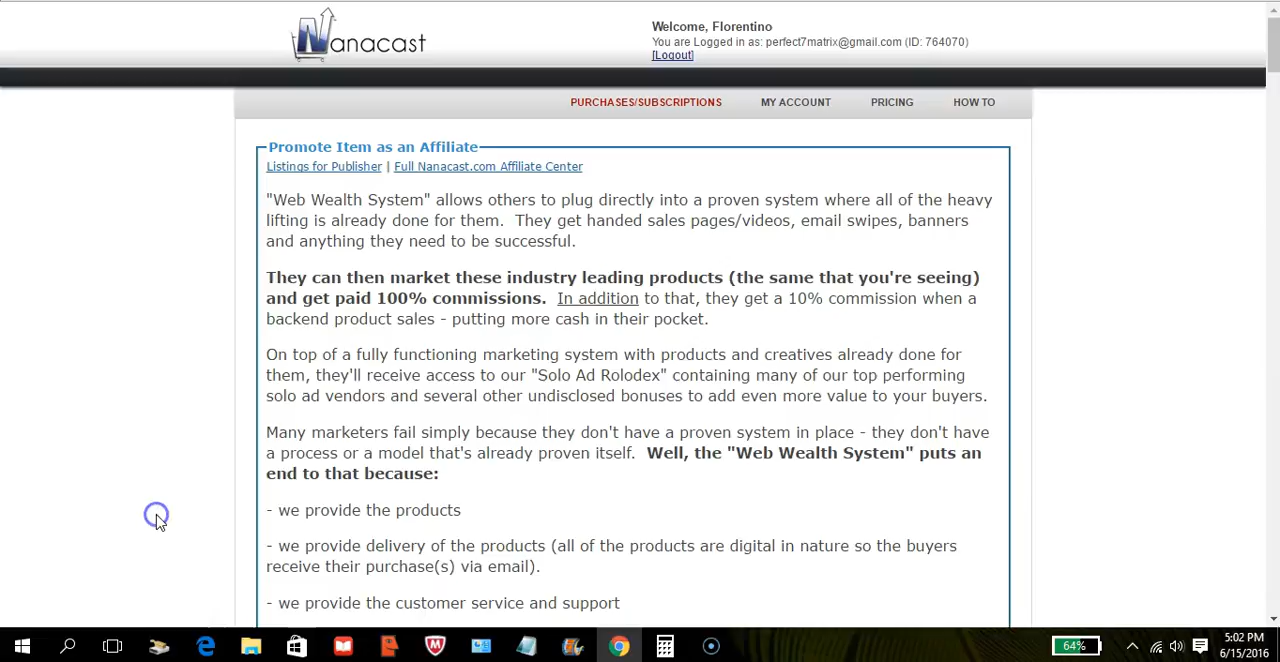 Nanacast
Welcome, Florentino
You are Logged in as: perfect7matrix@gmail.com (ID: 764070)
[Logout]
PURCHASES/SUBSCRIPTIONS MY ACCOUNT PRICING HOW TO
Promote Item as an Affiliate
Listings for Publisher | Full Nanacast.com Affiliate Center
"Web Wealth System" allows others to plug directly into a proven system where all of the heavy
lifting is already done for them. They get handed sales pages/videos, email swipes, banners
and anything they need to be successful.
They can then market these industry leading products (the same that you're seeing)
and get paid 100% commissions. In addition to that, they get a 10% commission when a
backend product sales - putting more cash in their pocket.
On top of a fully functioning marketing system with products and creatives already done for
them, they'll receive access to our "Solo Ad Rolodex" containing many of our top performing
solo ad vendors and several other undisclosed bonuses to add even more value to your buyers.
Many marketers fail simply because they don't have a proven system in place - they don't have
a process or a model that's already proven itself. Well, the "Web Wealth System" puts an
end to that because:
- we provide the products
- we provide delivery of the products (all of the products are digital in nature so the buyers
receive their purchase(s) via email).
- we provide the customer service and support
64%
5:02 PM
6/15/2016